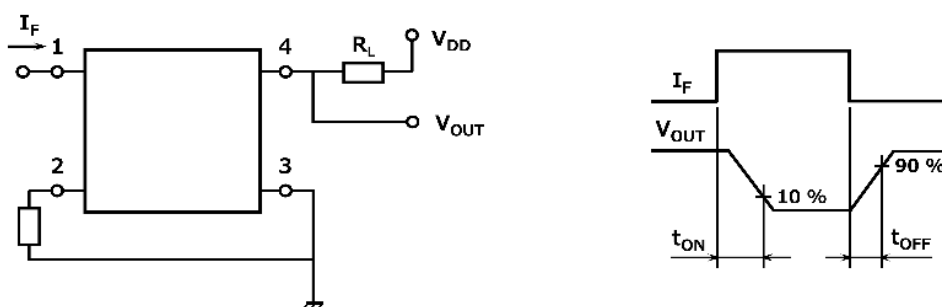 I_F
1
4
R_L
V_DD
V_OUT
2
3
I_F
V_OUT
90 %
10 %
t_ON
t_OFF